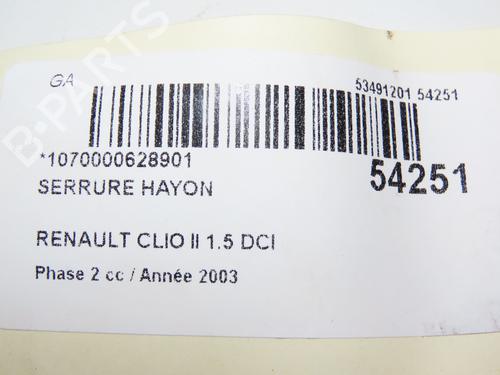 GA
53491201 54251
*1070000628901
54251
SERRURE HAYON
RENAULT CLIO II 1.5 DCI
Phase 2 cc / Année 2003
B-PARTS